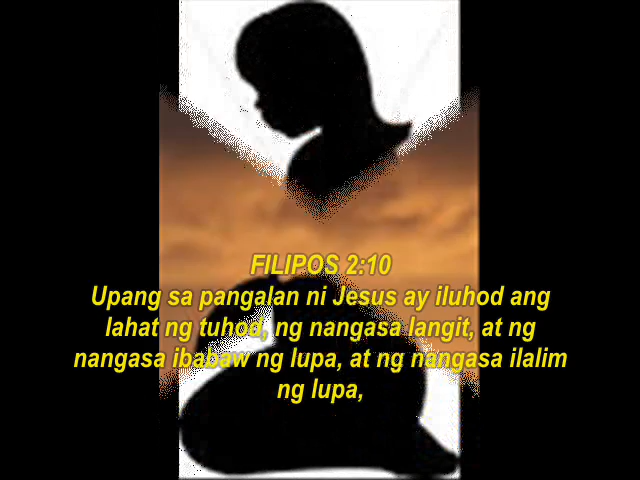 FILIPOS 2:10
Upang sa pangalan ni Jesus ay iluhod ang
lahat ng tuhod, ng nangasa langit, at ng
nangasa ibabaw ng lupa, at ng nangasa ilalim
ng lupa,